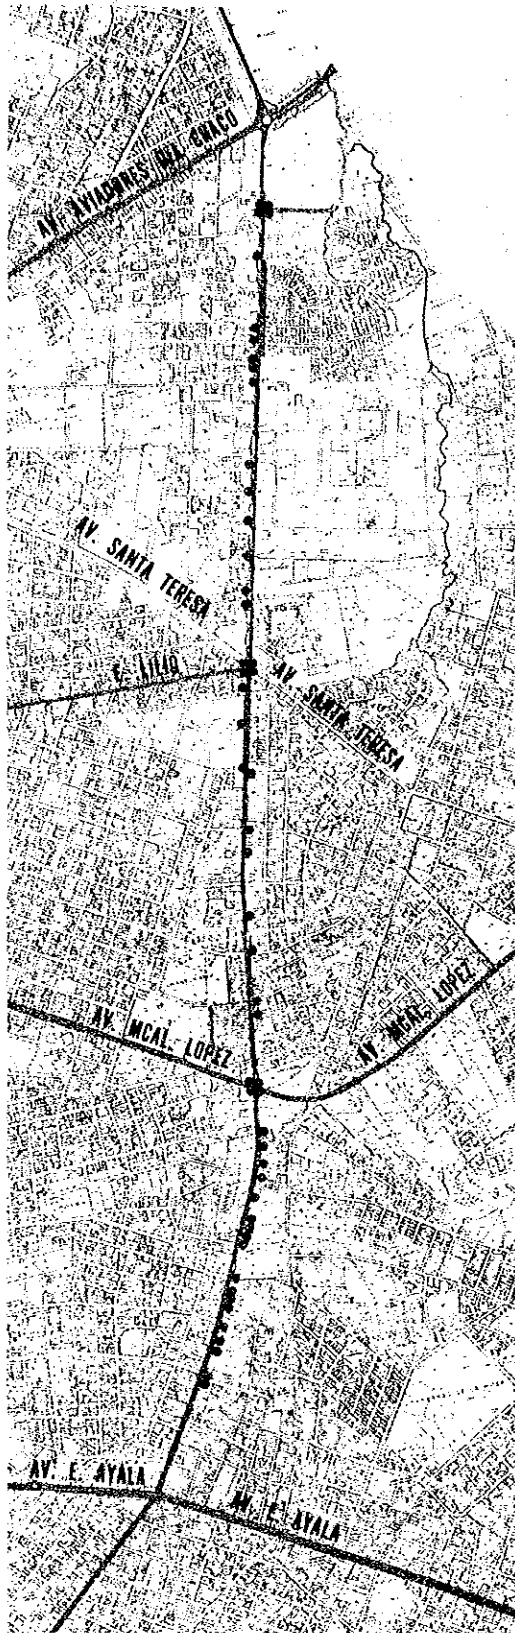 AV. AVIADORES DEL CHACO
AV. SANTA TERESA
E. LILLO
AV. SANTA TERESA
AV. MCAL. LOPEZ
AV. MCAL. LOPEZ
AV. E. AYALA
AV. E. AYALA